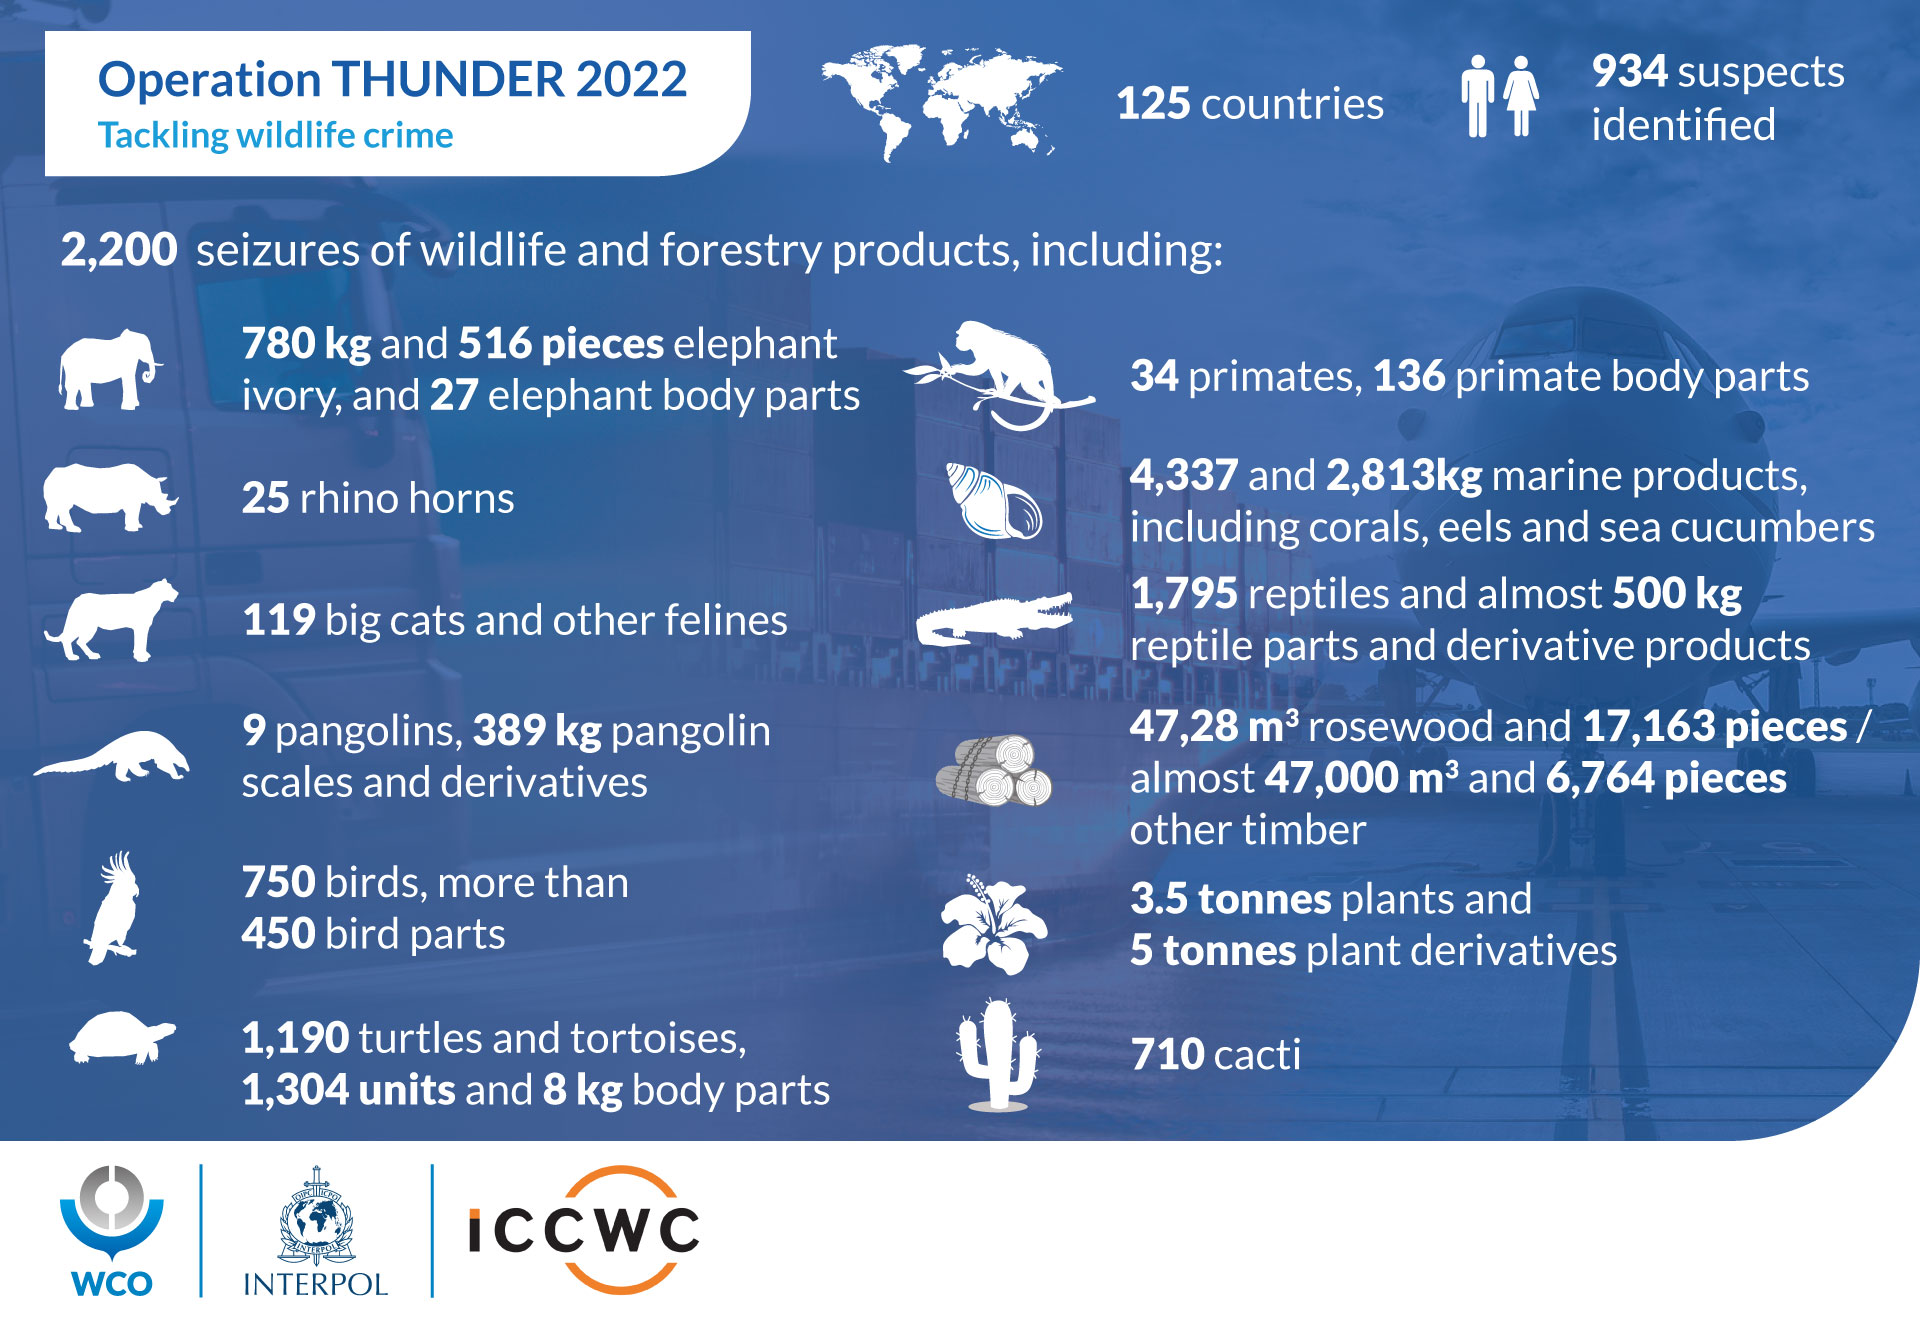 Operation THUNDER 2022
Tackling wildlife crime
125 countries
934 suspects
identified
2,200 seizures of wildlife and forestry products, including:
780 kg and 516 pieces elephant
ivory, and 27 elephant body parts
25 rhino horns
119 big cats and other felines
9 pangolins, 389 kg pangolin
scales and derivatives
750 birds, more than
450 bird parts
1,190 turtles and tortoises,
1,304 units and 8 kg body parts
34 primates, 136 primate body parts
4,337 and 2,813kg marine products,
including corals, eels and sea cucumbers
1,795 reptiles and almost 500 kg
reptile parts and derivative products
47,28 m³ rosewood and 17,163 pieces /
almost 47,000 m³ and 6,764 pieces
other timber
3.5 tonnes plants and
5 tonnes plant derivatives
710 cacti
WCO
OIPC ICPO
INTERPOL
INTERPOL
ICCWC